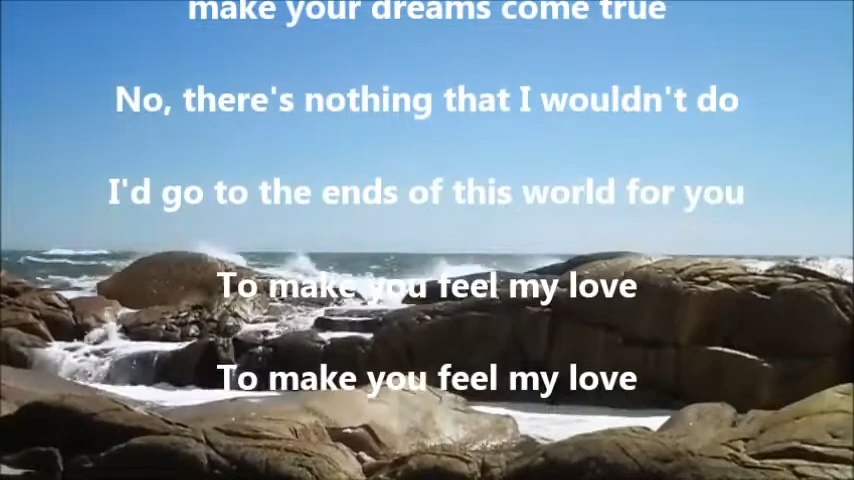 make your dreams come true
No, there's nothing that I wouldn't do
I'd go to the ends of this world for you
To make you feel my love
To make you feel my love